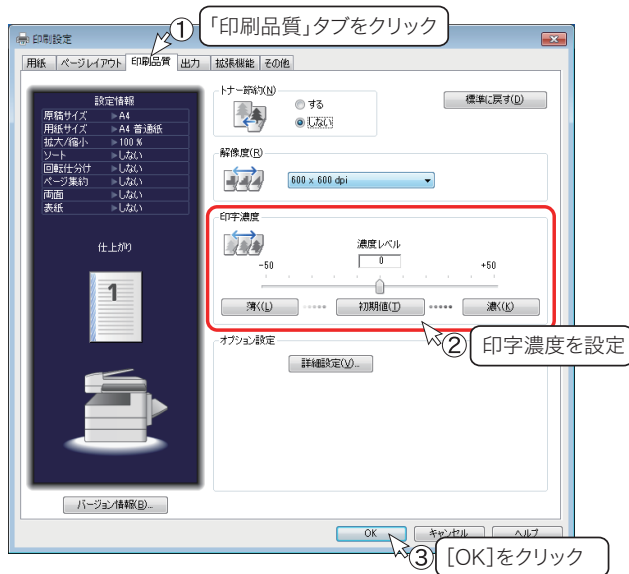 ① 「印刷品質」タブをクリック
印刷設定
用紙 ページレイアウト 印刷品質 出力 拡張機能 その他
設定情報
原稿サイズ ▶A4
用紙サイズ ▶A4 普通紙
拡大/縮小 ▶100 %
ソート ▶しない
回転仕分け ▶しない
ページ集約 ▶しない
両面 ▶しない
表紙 ▶しない
仕上がり
1
バージョン情報(B)...
トナー節約(N)
する
しない
標準に戻す(D)
解像度(R)
600 x 600 dpi
印字濃度
濃度レベル
-50 0 +50
薄く(L) 初期値(T) 濃く(K)
② 印字濃度を設定
オプション設定
詳細設定(V)...
OK キャンセル ヘルプ
③ [OK]をクリック